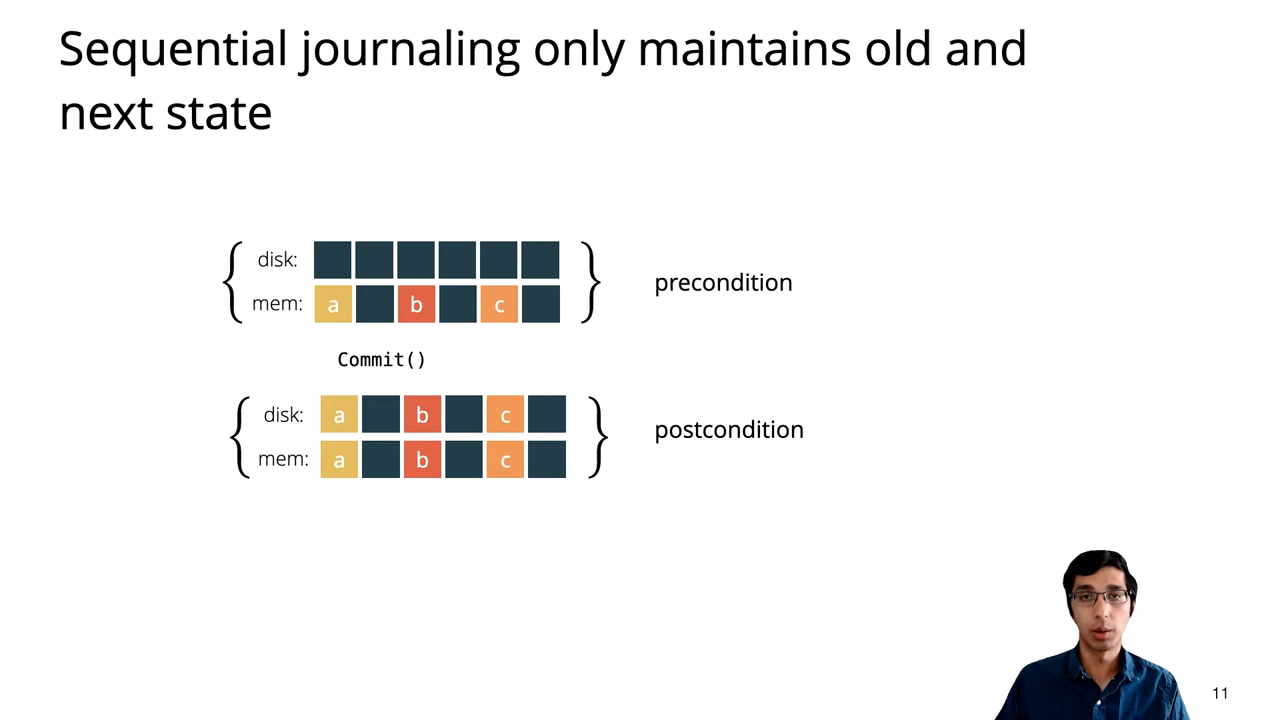 Sequential journaling only maintains old and
next state
disk:
mem: a b c
precondition
Commit()
disk: a b c
mem: a b c
postcondition
11